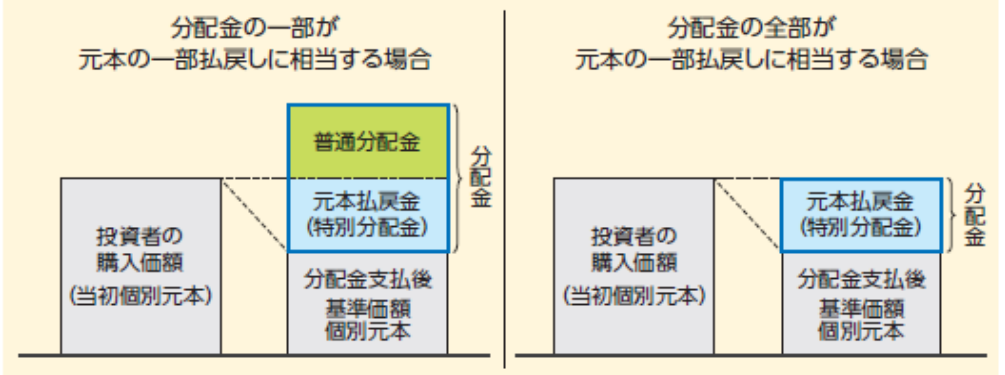 分配金の一部が
元本の一部払戻しに相当する場合
普通分配金
元本払戻金
(特別分配金)
分配金
投資者の
購入価額
(当初個別元本)
分配金支払後
基準価額
個別元本
分配金の全部が
元本の一部払戻しに相当する場合
元本払戻金
(特別分配金)
分配金
投資者の
購入価額
(当初個別元本)
分配金支払後
基準価額
個別元本